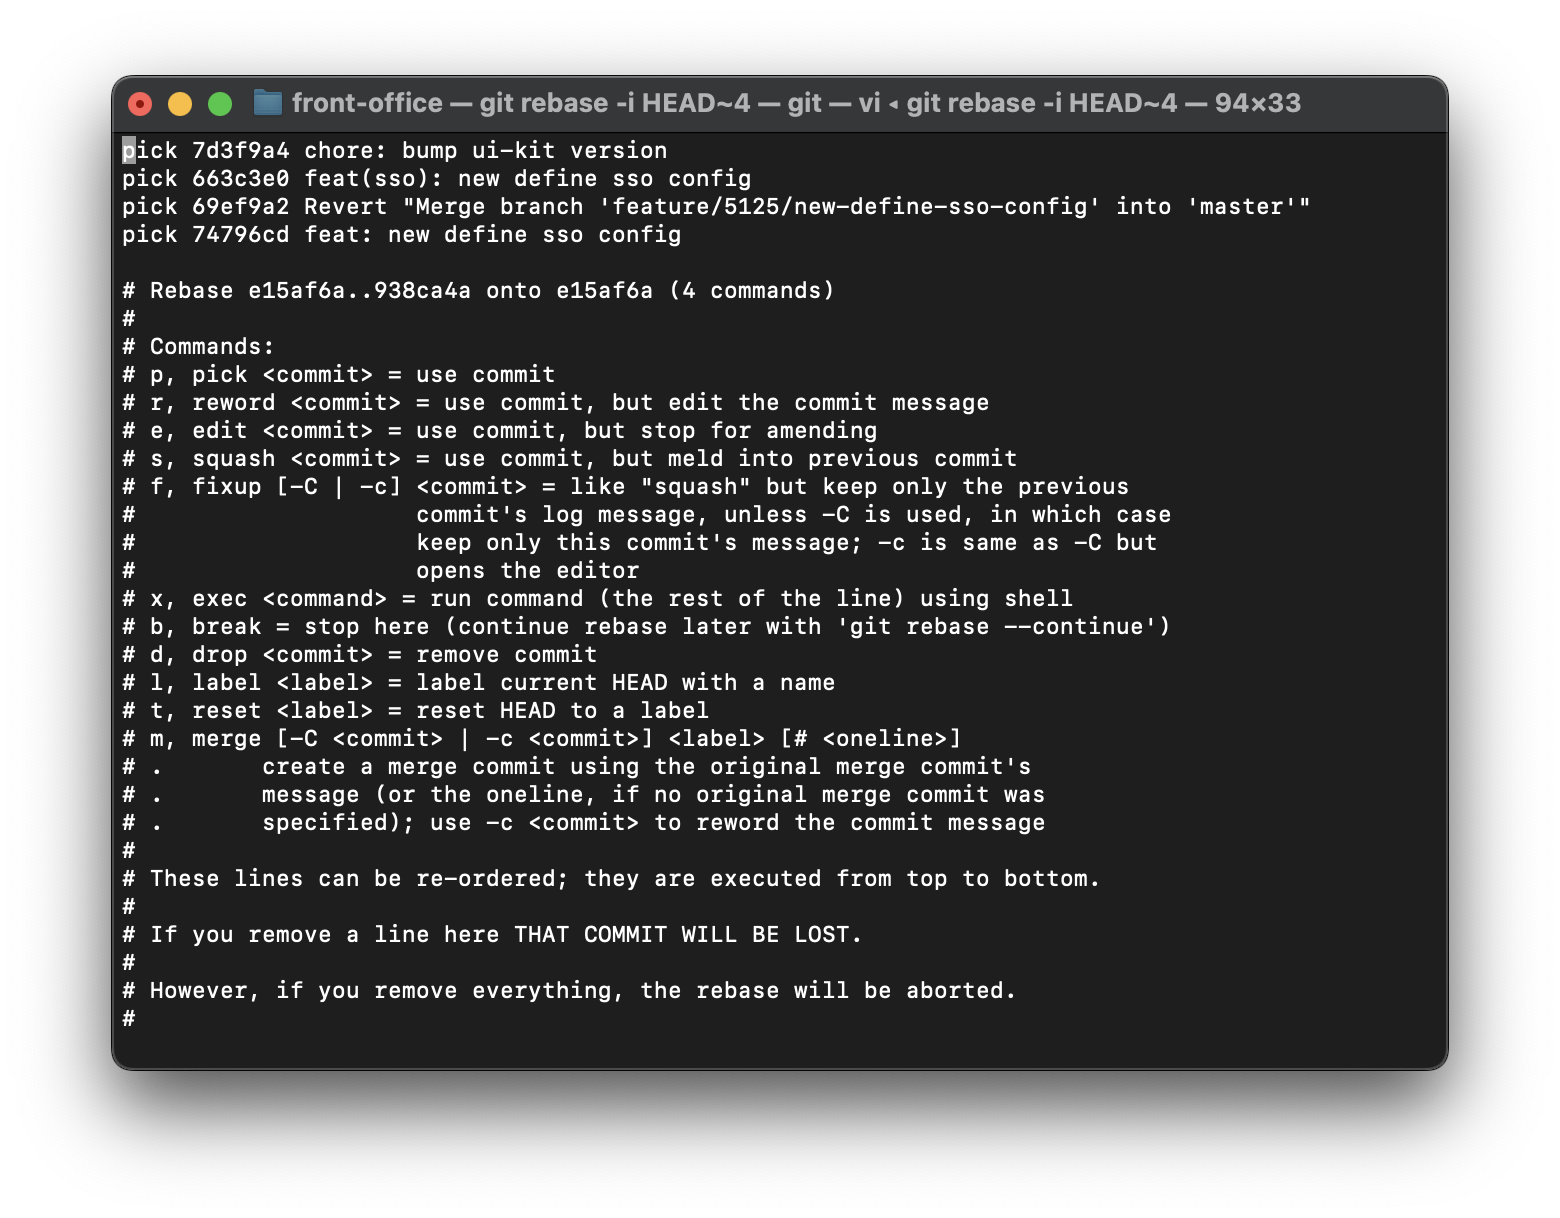 front-office — git rebase -i HEAD~4 — git — vi ◂ git rebase -i HEAD~4 — 94×33
pick 7d3f9a4 chore: bump ui-kit version
pick 663c3e0 feat(sso): new define sso config
pick 69ef9a2 Revert "Merge branch 'feature/5125/new-define-sso-config' into 'master'"
pick 74796cd feat: new define sso config

# Rebase e15af6a..938ca4a onto e15af6a (4 commands)
#
# Commands:
# p, pick <commit> = use commit
# r, reword <commit> = use commit, but edit the commit message
# e, edit <commit> = use commit, but stop for amending
# s, squash <commit> = use commit, but meld into previous commit
# f, fixup [-C | -c] <commit> = like "squash" but keep only the previous
#                    commit's log message, unless -C is used, in which case
#                    keep only this commit's message; -c is same as -C but
#                    opens the editor
# x, exec <command> = run command (the rest of the line) using shell
# b, break = stop here (continue rebase later with 'git rebase --continue')
# d, drop <commit> = remove commit
# l, label <label> = label current HEAD with a name
# t, reset <label> = reset HEAD to a label
# m, merge [-C <commit> | -c <commit>] <label> [# <oneline>]
# .       create a merge commit using the original merge commit's
# .       message (or the oneline, if no original merge commit was
# .       specified); use -c <commit> to reword the commit message
#
# These lines can be re-ordered; they are executed from top to bottom.
#
# If you remove a line here THAT COMMIT WILL BE LOST.
#
# However, if you remove everything, the rebase will be aborted.
#